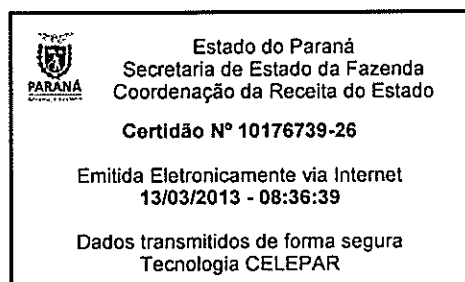 Estado do Paraná
Secretaria de Estado da Fazenda
PARANÁ
Coordenação da Receita do Estado
Certidão Nº 10176739-26
Emitida Eletronicamente via Internet
13/03/2013 - 08:36:39
Dados transmitidos de forma segura
Tecnologia CELEPAR